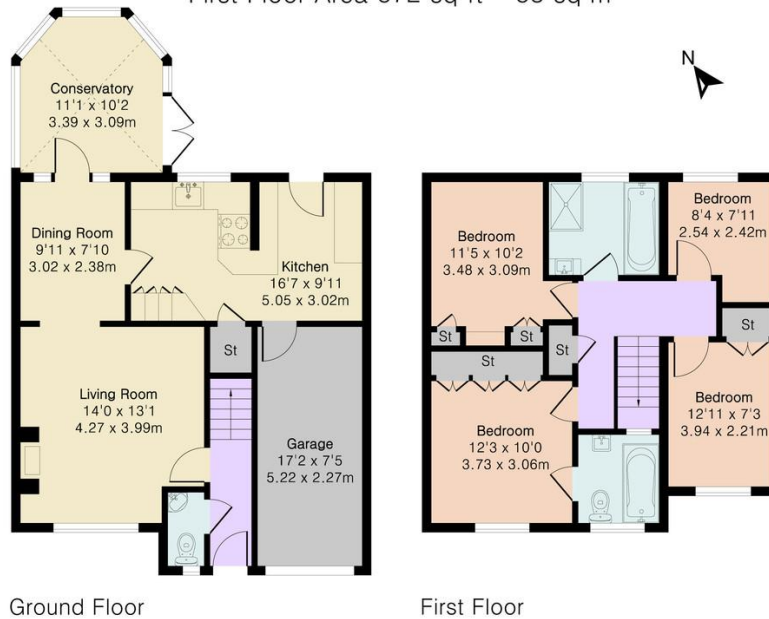 First Floor Area 572 sq ft – 53 sq m
N
Conservatory
11'1 x 10'2
3.39 x 3.09m
Dining Room
9'11 x 7'10
3.02 x 2.38m
Kitchen
16'7 x 9'11
5.05 x 3.02m
St
Living Room
14'0 x 13'1
4.27 x 3.99m
Garage
17'2 x 7'5
5.22 x 2.27m
Ground Floor
Bedroom
11'5 x 10'2
3.48 x 3.09m
Bedroom
8'4 x 7'11
2.54 x 2.42m
St
St
St
St
St
Bedroom
12'3 x 10'0
3.73 x 3.06m
Bedroom
12'11 x 7'3
3.94 x 2.21m
First Floor